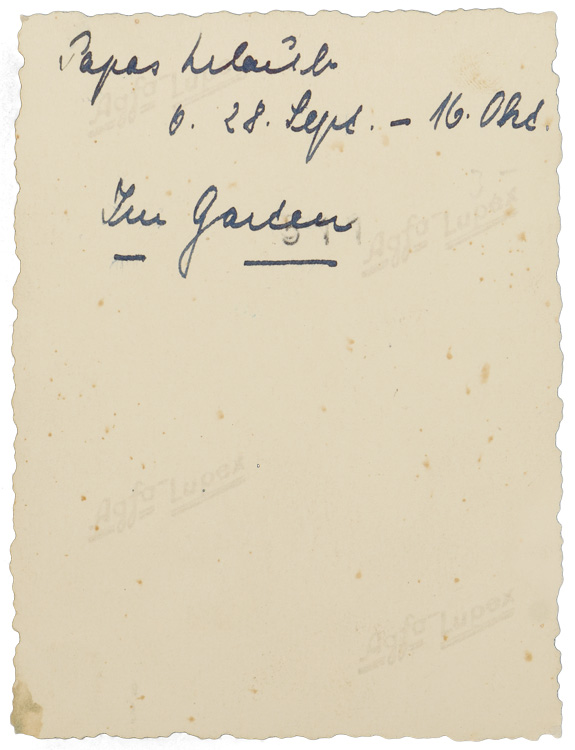 Papas Urlaub
v. 28. Sept. – 16. Okt.
Im Garten
Agfa Lupex
Agfa Lupex
Agfa Lupex
Agfa Lupex